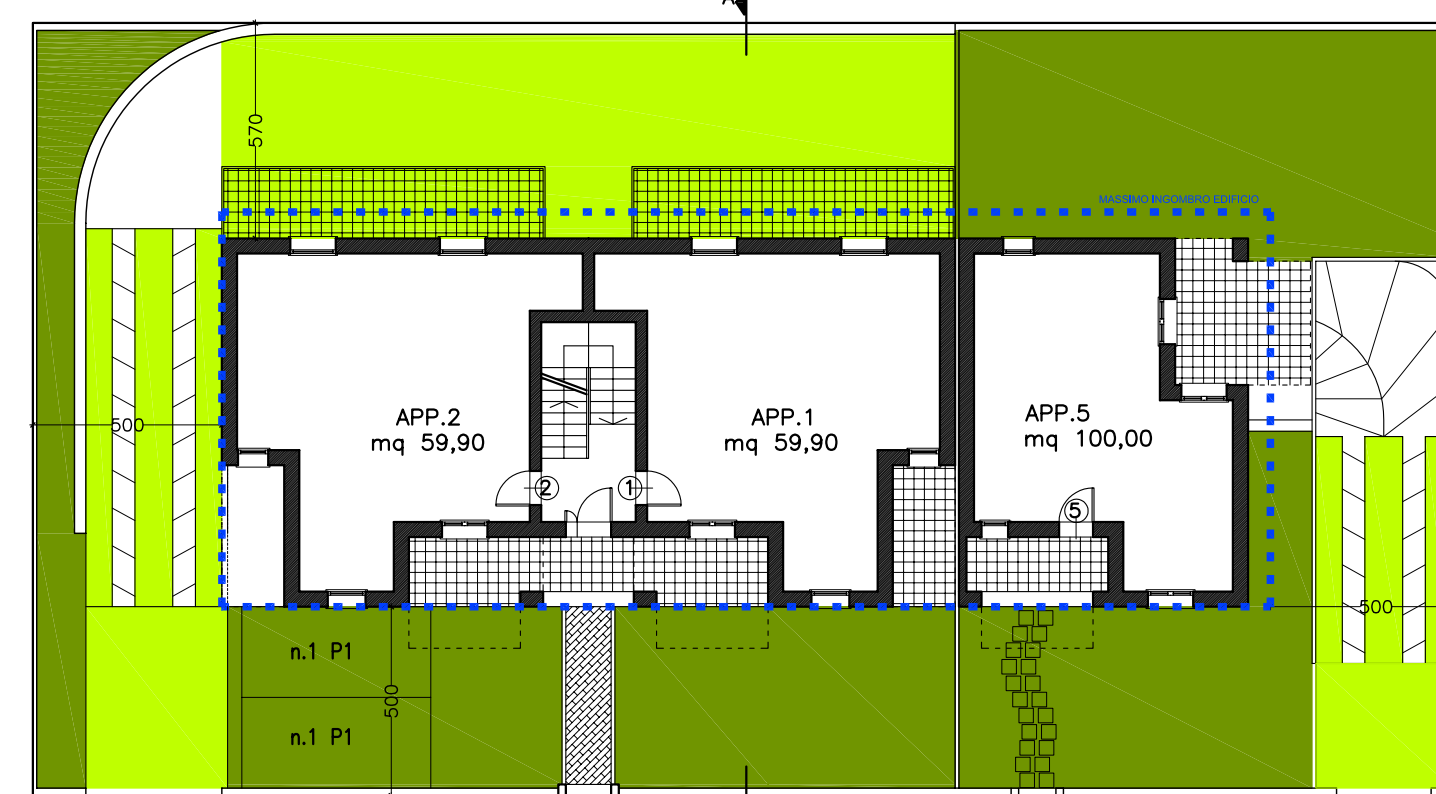 570
MASSIMO INGOMBRO EDIFICIO
APP.2
mq 59,90
APP.1
mq 59,90
APP.5
mq 100,00
500
2
1
5
500
n.1 P1
500
n.1 P1